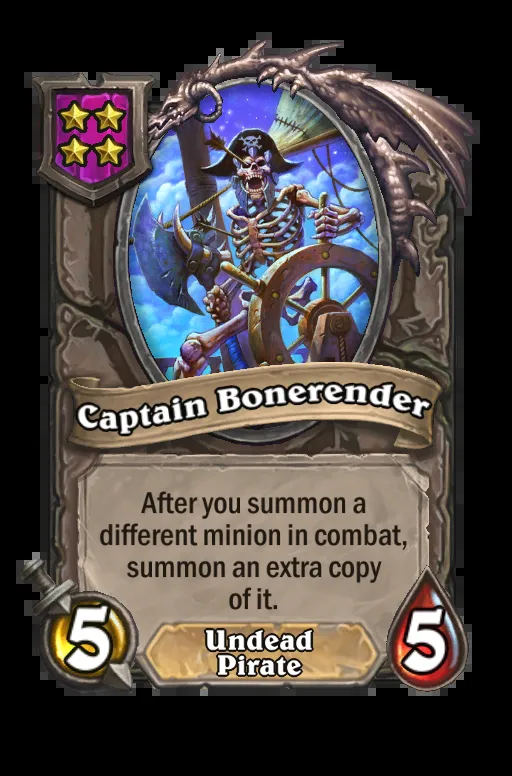 Captain Bonerender
After you summon a
different minion in combat,
summon an extra copy
of it.
5
Undead
Pirate
5